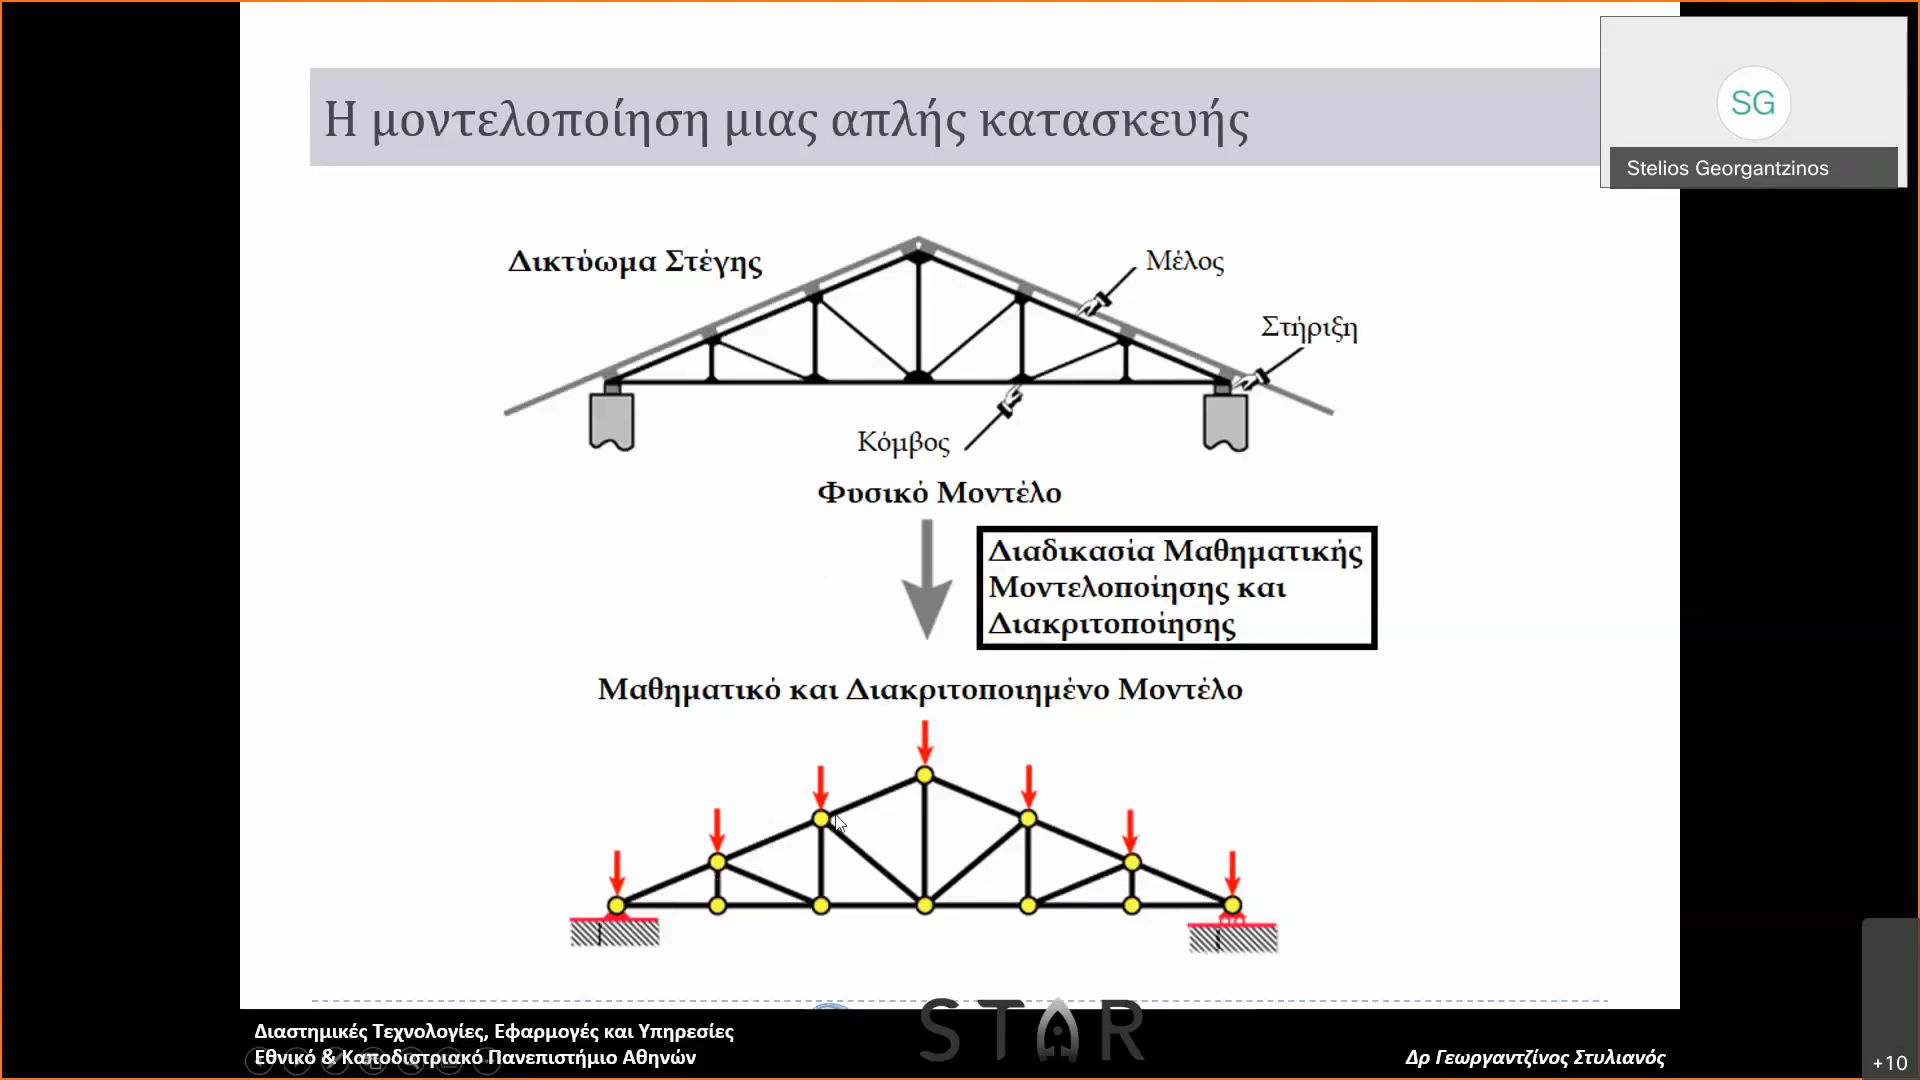 Η μοντελοποίηση μιας απλής κατασκευής
SG
Stelios Georgantzinos
Δικτύωμα Στέγης
Μέλος
Στήριξη
Κόμβος
Φυσικό Μοντέλο
Διαδικασία Μαθηματικής
Μοντελοποίησης και
Διακριτοποίησης
Μαθηματικό και Διακριτοποιημένο Μοντέλο
Διαστημικές Τεχνολογίες, Εφαρμογές και Υπηρεσίες
Εθνικό & Καποδιστριακό Πανεπιστήμιο Αθηνών
STAR
Δρ Γεωργαντζίνος Στυλιανός
+10